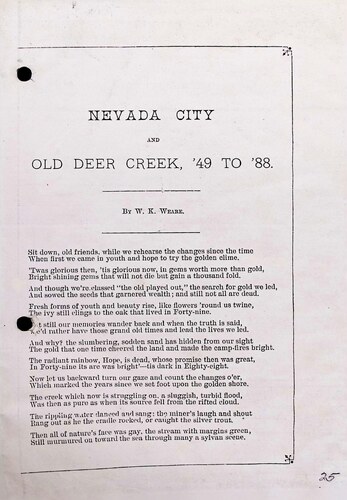 NEVADA CITY
AND
OLD DEER CREEK, '49 TO '88.
BY W. K. WEARE.
Sit down, old friends, while we rehearse the changes since the time
When first we came in youth and hope to try the golden clime.
'Twas glorious then, 'tis glorious now, in gems worth more than gold,
Bright shining gems that will not die but gain a thousand fold.
And though we're classed "the old played out," the search for gold we led,
And sowed the seeds that garnered wealth; and still not all are dead.
Fresh forms of youth and beauty rise, like flowers 'round us twine,
The ivy still clings to the oak that lived in Forty-nine.
t still our memories wander back and when the truth is said,
e'd rather have those grand old times and lead the lives we led.
And why? the slumbering, sodden sand has hidden from our sight
The gold that one time cheered the land and made the camp-fires bright.
The radiant rainbow, Hope, is dead, whose promise then was great,
In Forty-nine its arc was bright'—tis dark in Eighty-eight.
Now let us backward turn our gaze and count the changes o'er,
Which marked the years since we set foot upon the golden shore.
The creek which now is struggling on, a sluggish, turbid flood,
Was then as pure as when its source fell from the rifted cloud.
The rippling water danced and sang; the miner's laugh and shout
Rang out as he the cradle rocked, or caught the silver trout.
Then all of nature's face was gay, the stream with margins green,
Still murmured on toward the sea through many a sylvan scene.
25